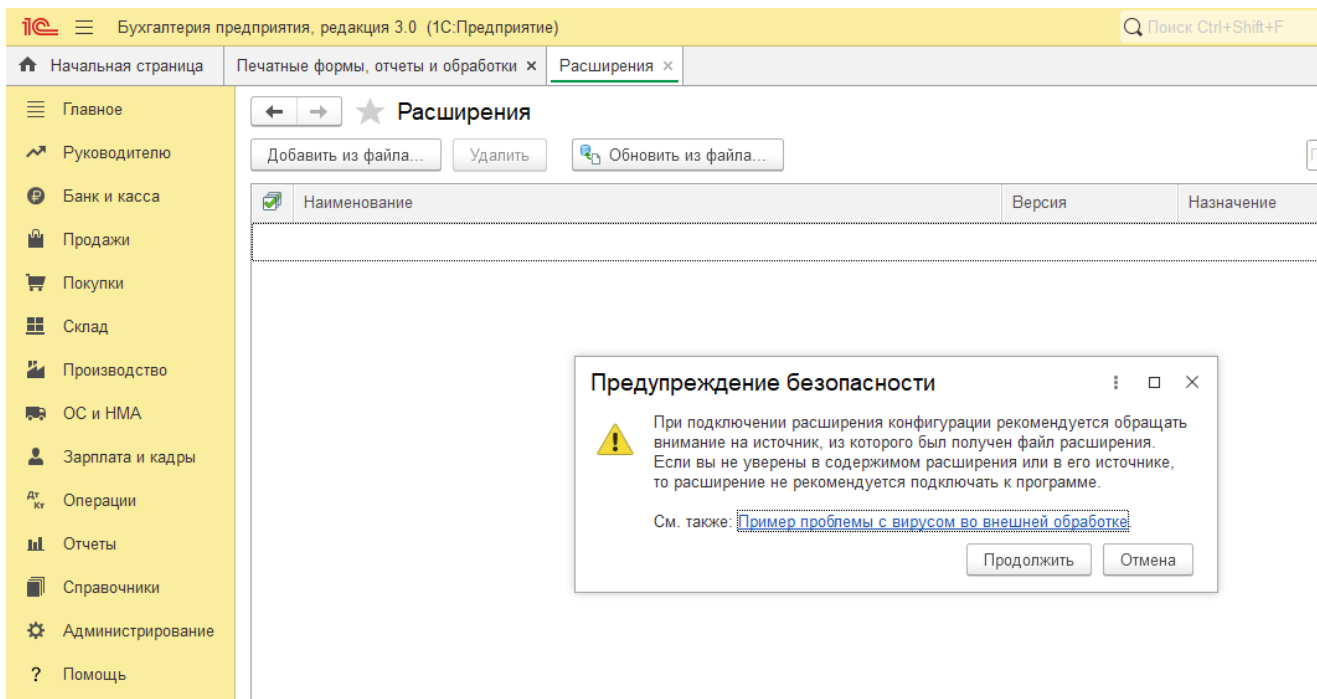 1С Бухгалтерия предприятия, редакция 3.0 (1С:Предприятие) Поиск Ctrl+Shift+F
Начальная страница Печатные формы, отчеты и обработки × Расширения ×
Главное
Руководителю
Банк и касса
Продажи
Покупки
Склад
Производство
ОС и НМА
Зарплата и кадры
Дт Кт Операции
Отчеты
Справочники
Администрирование
? Помощь
Расширения
Добавить из файла... Удалить Обновить из файла...
Наименование Версия Назначение
Предупреждение безопасности
При подключении расширения конфигурации рекомендуется обращать
внимание на источник, из которого был получен файл расширения.
Если вы не уверены в содержимом расширения или в его источнике,
то расширение не рекомендуется подключать к программе.
См. также: Пример проблемы с вирусом во внешней обработке.
Продолжить Отмена